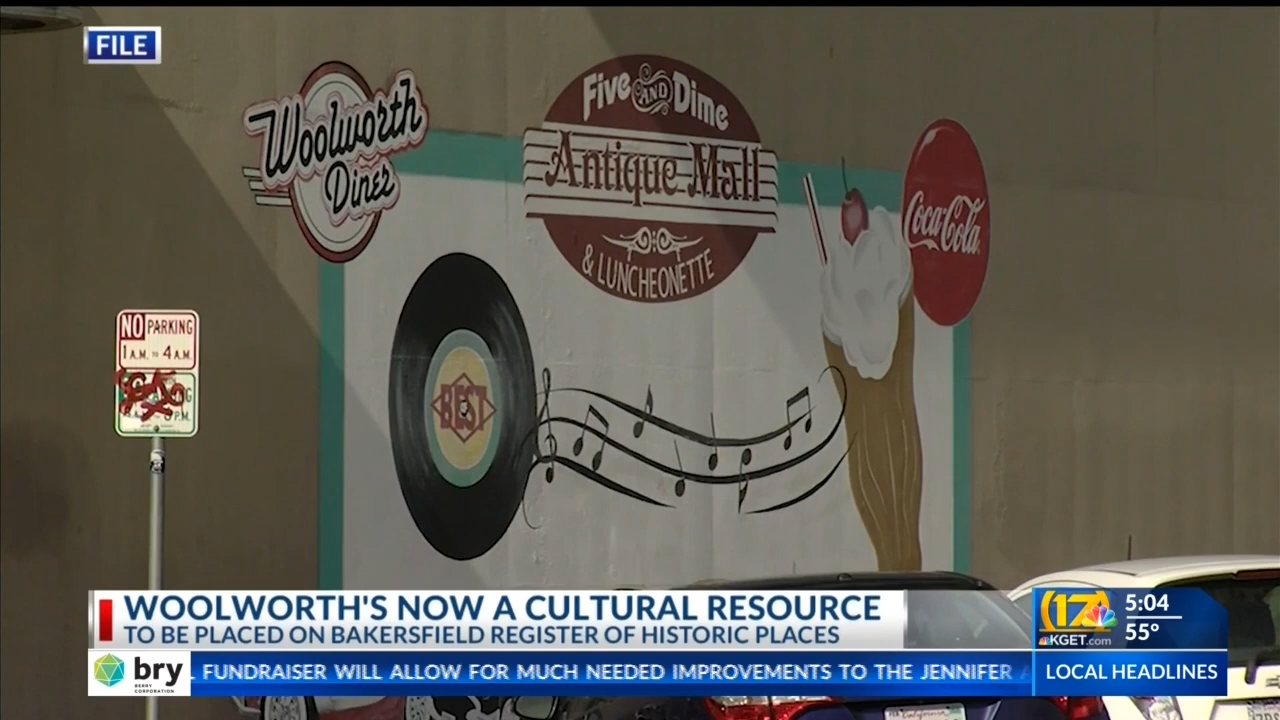 FILE
Woolworth
Diner
Five AND Dime
Antique Mall
& LUNCHEONETTE
Coca-Cola
BEST
NO PARKING
1 A.M. TO 4 A.M.
P.M.
WOOLWORTH'S NOW A CULTURAL RESOURCE
TO BE PLACED ON BAKERSFIELD REGISTER OF HISTORIC PLACES
17
KGET.com
5:04
55°
bry
BERRY
CORPORATION
FUNDRAISER WILL ALLOW FOR MUCH NEEDED IMPROVEMENTS TO THE JENNIFER
LOCAL HEADLINES
California